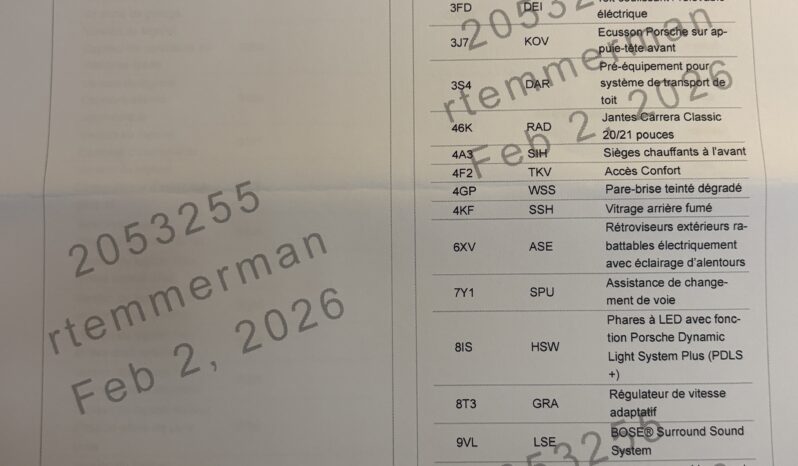 3FD DEI
électrique
3J7 KOV Ecusson Porsche sur ap-
puie-tête avant
3S4 DAR Pré-équipement pour
système de transport de
toit
46K RAD Jantes Carrera Classic
20/21 pouces
4A3 SIH Sièges chauffants à l'avant
4F2 TKV Accès Confort
4GP WSS Pare-brise teinté dégradé
4KF SSH Vitrage arrière fumé
6XV ASE Rétroviseurs extérieurs ra-
battables électriquement
avec éclairage d'alentours
7Y1 SPU Assistance de change-
ment de voie
8IS HSW Phares à LED avec fonc-
tion Porsche Dynamic
Light System Plus (PDLS
+)
8T3 GRA Régulateur de vitesse
adaptatif
9VL LSE BOSE® Surround Sound
System
2053255
rtemmerman
Feb 2, 2026
rtemmerman
Feb 2, 2026